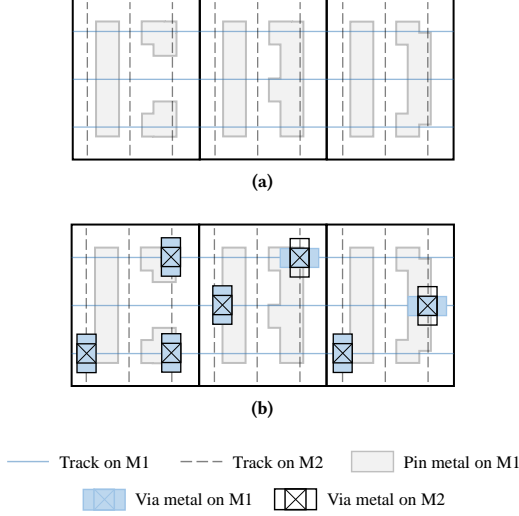 (a)
(b)
Track on M1 Track on M2 Pin metal on M1
Via metal on M1 Via metal on M2